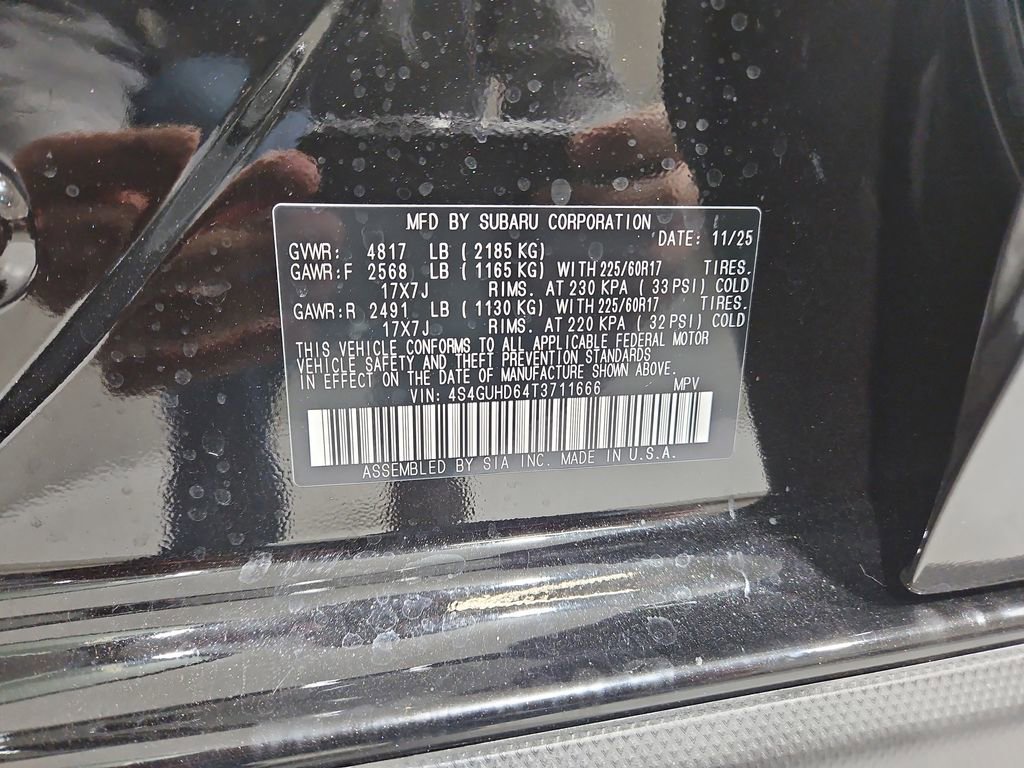 MFD BY SUBARU CORPORATION
DATE: 11/25
GVWR: 4817 LB ( 2185 KG)
GAWR:F 2568 LB ( 1165 KG) WITH 225/60R17 TIRES.
17X7J RIMS. AT 230 KPA ( 33 PSI) COLD
GAWR:R 2491 LB ( 1130 KG) WITH 225/60R17 TIRES.
17X7J RIMS. AT 220 KPA ( 32 PSI) COLD
THIS VEHICLE CONFORMS TO ALL APPLICABLE FEDERAL MOTOR
VEHICLE SAFETY AND THEFT PREVENTION STANDARDS
IN EFFECT ON THE DATE OF MANUFACTURE SHOWN ABOVE.
VIN: 4S4GUHD64T3711666 MPV
ASSEMBLED BY SIA INC. MADE IN U.S.A.